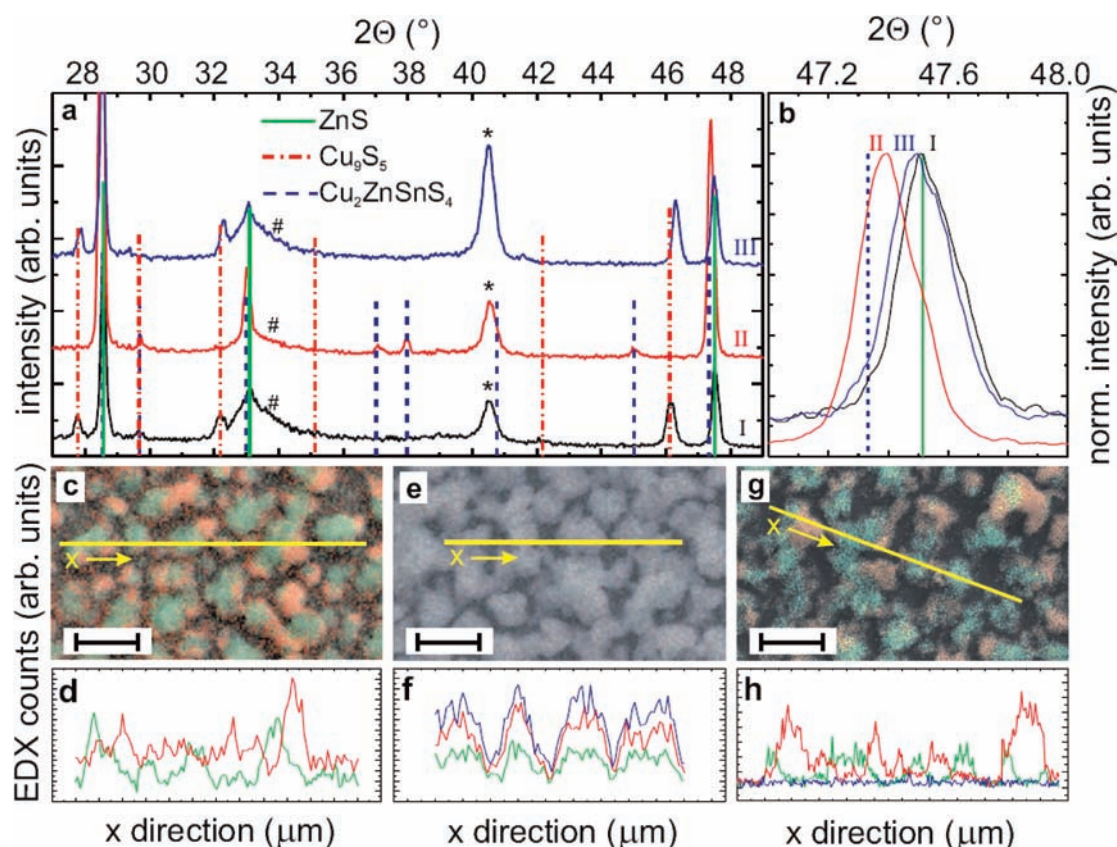 2Θ (°)
28 30 32 34 36 38 40 42 44 46 48
2Θ (°)
47.2 47.6 48.0
intensity (arb. units)
norm. intensity (arb. units)
a
ZnS
Cu₉S₅
Cu₂ZnSnS₄
*
#
III
*
#
II
*
#
I
b
II III I
EDX counts (arb. units)
c
x
e
x
g
x
d
f
h
x direction (µm)
x direction (µm)
x direction (µm)